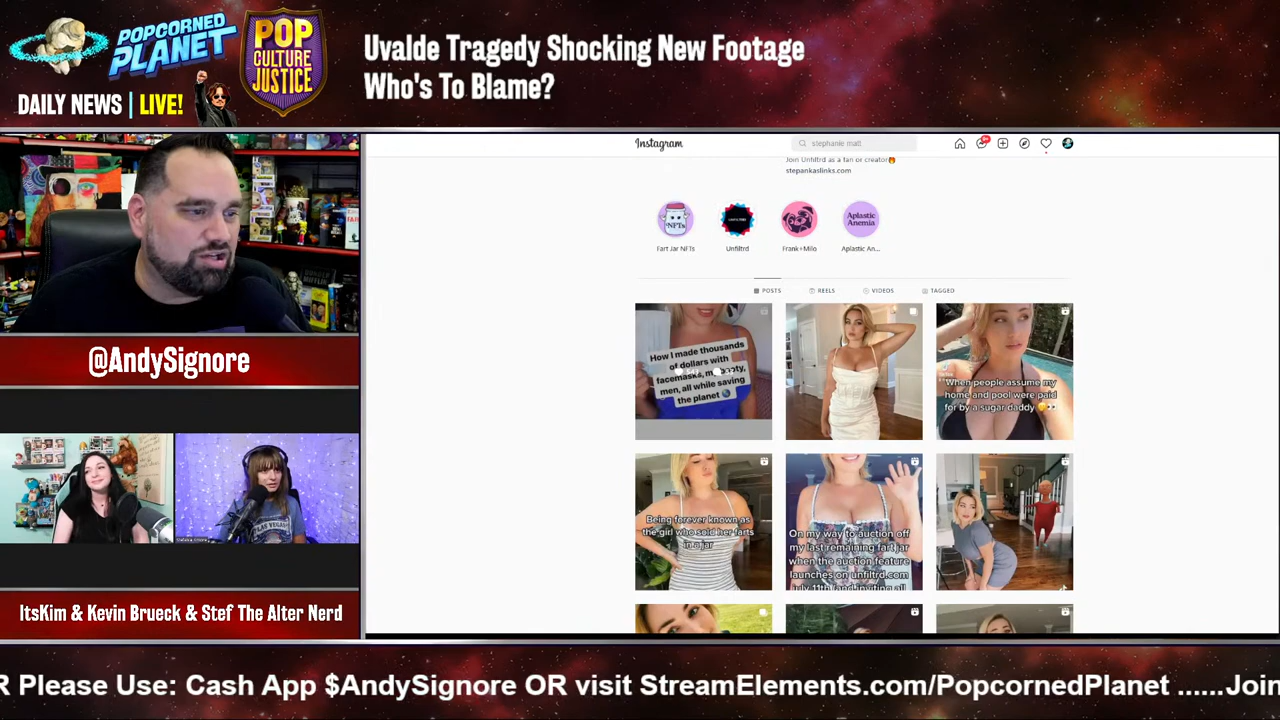 POPCORNED
PLANET
POP
CULTURE
JUSTICE
DAILY NEWS | LIVE!
Uvalde Tragedy Shocking New Footage
Who's To Blame?
Instagram
stephanie matt
Join Unfiltrd as a fan or creator
stepankaslinks.com
NFTs
Aplastic
Anemia
Fart Jar NFTs
Unfiltrd
Frank+Milo
Aplastic An...
POSTS
REELS
VIDEOS
TAGGED
How I made thousands
of dollars with
men, all while saving
the planet
When people assume my
home and pool were paid
for by a sugar daddy
Being forever known as
the girl who sold her farts
in a jar
On my way to auction off
my last remaining fart jar
when the auction feature
launches on unfiltrd.com
@AndySignore
ItsKim & Kevin Brueck & Stef The Alter Nerd
R Please Use: Cash App $AndySignore OR visit StreamElements.com/PopcornedPlanet ......Join